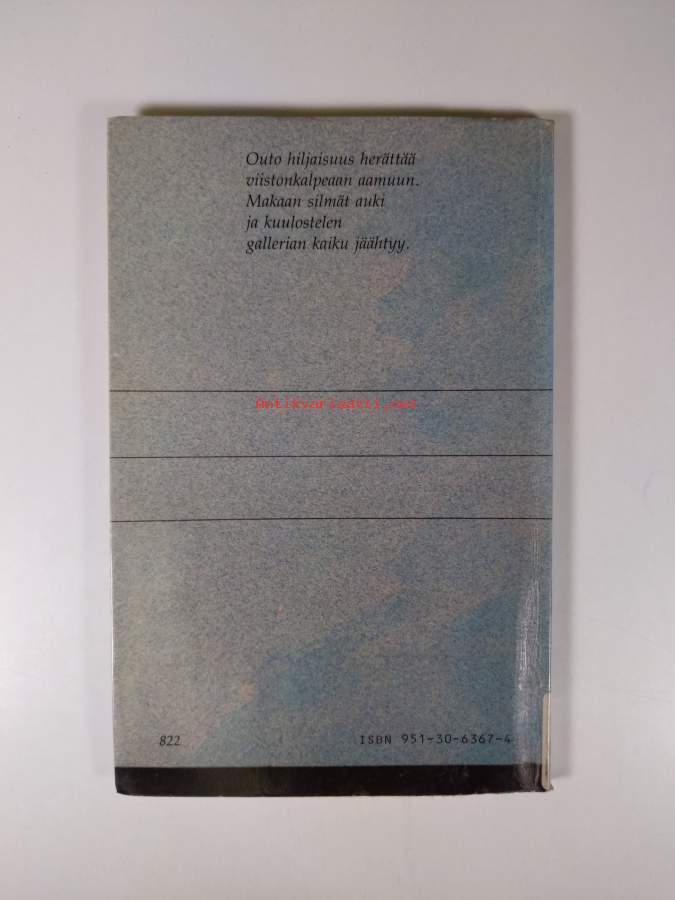 Outo hiljaisuus herättää
viistonkalpeaan aamuun.
Makaan silmät auki
ja kuulostelen
gallerian kaiku jäähtyy.
Antikvariaatti.net
822
ISBN 951-30-6367-4